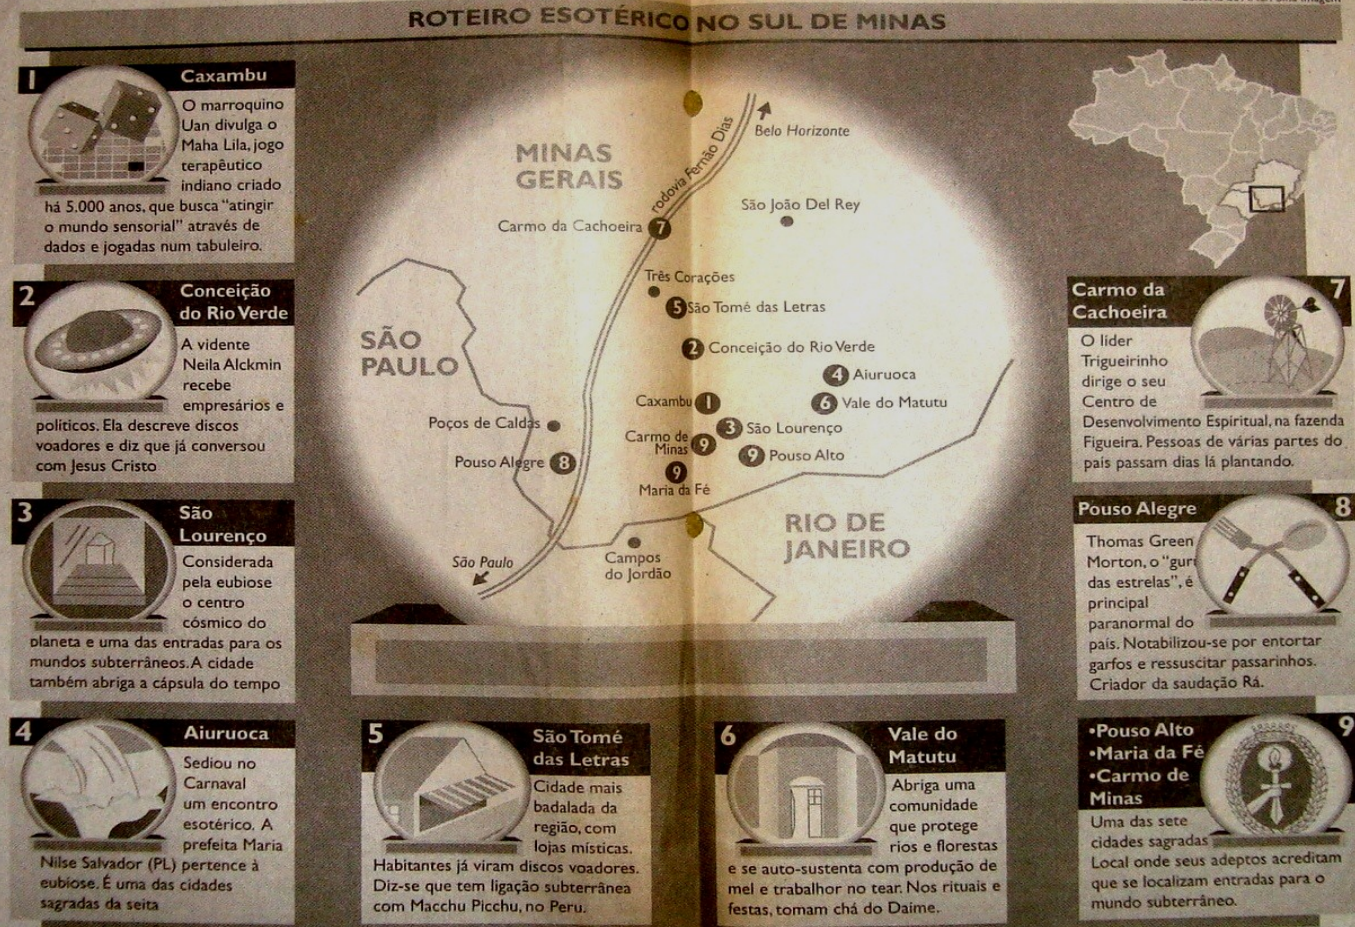 ROTEIRO ESOTÉRICO NO SUL DE MINAS
1
Caxambu
O marroquino
Uan divulga o
Maha Lila, jogo
terapêutico
indiano criado
há 5.000 anos, que busca "atingir
o mundo sensorial" através de
dados e jogadas num tabuleiro.
2
Conceição
do Rio Verde
A vidente
Neila Alckmin
recebe
empresários e
politicos. Ela descreve discos
voadores e diz que já conversou
com Jesus Cristo
3
São
Lourenço
Considerada
pela eubiose
o centro
cósmico do
planeta e uma das entradas para os
mundos subterrâneos. A cidade
também abriga a cápsula do tempo
4
Aiuruoca
Sediou no
Carnaval
um encontro
esotérico. A
prefeita Maria
Nilse Salvador (PL) pertence à
eubiose. É uma das cidades
sagradas da seita
MINAS
GERAIS
rodovia Fernão Dias
Belo Horizonte
São João Del Rey
Carmo da Cachoeira
7
Três Corações
5
São Tomé das Letras
SÃO
PAULO
2
Conceição do Rio Verde
4
Aiuruoca
Caxambu
1
6
Vale do Matutu
Poços de Caldas
3
São Lourenço
Carmo de
Minas
9
9
Pouso Alto
Pouso Alegre
8
9
Maria da Fé
RIO DE
JANEIRO
São Paulo
Campos
do Jordão
5
São Tomé
das Letras
Cidade mais
badalada da
região, com
lojas místicas.
Habitantes já viram discos voadores.
Diz-se que tem ligação subterrânea
com Macchu Picchu, no Peru.
6
Vale do
Matutu
Abriga uma
comunidade
que protege
rios e florestas
e se auto-sustenta com produção de
mel e trabalhor no tear. Nos rituais e
festas, tomam chá do Daime.
Carmo da
Cachoeira
7
O lider
Trigueirinho
dirige o seu
Centro de
Desenvolvimento Espiritual, na fazenda
Figueira. Pessoas de várias partes do
país passam dias lá plantando.
Pouso Alegre
8
Thomas Green
Morton, o "guru
das estrelas", é
principal
paranormal do
país. Notabilizou-se por entortar
garfos e ressuscitar passarinhos.
Criador da saudação Rá.
•Pouso Alto
•Maria da Fé
•Carmo de
Minas
9
Uma das sete
cidades sagradas
Local onde seus adeptos acreditam
que se localizam entradas para o
mundo subterrâneo.